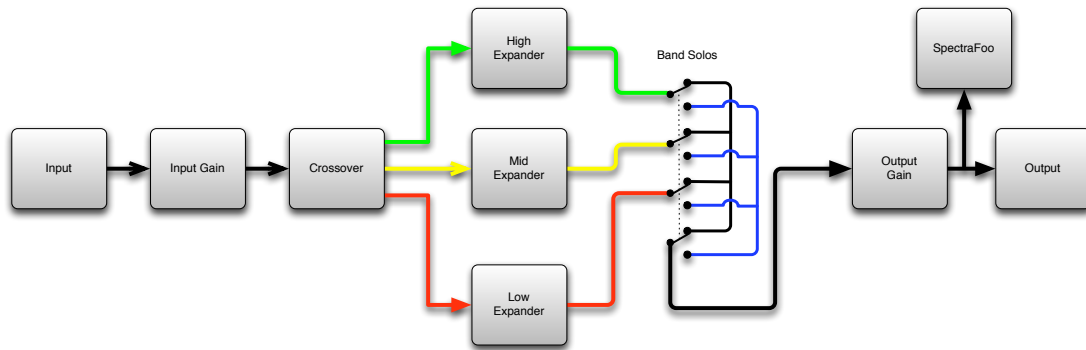 High
Expander
Band Solos
SpectraFoo
Input
Input Gain
Crossover
Mid
Expander
Output
Gain
Output
Low
Expander